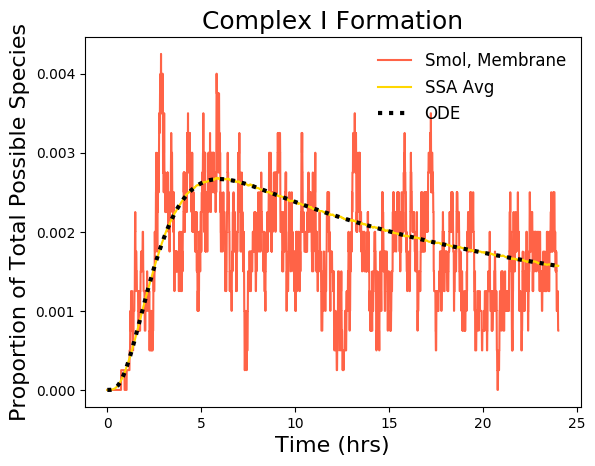 Complex I Formation
Proportion of Total Possible Species
0.004
0.003
0.002
0.001
0.000
Smol, Membrane
SSA Avg
ODE
0
5
10
15
20
25
Time (hrs)